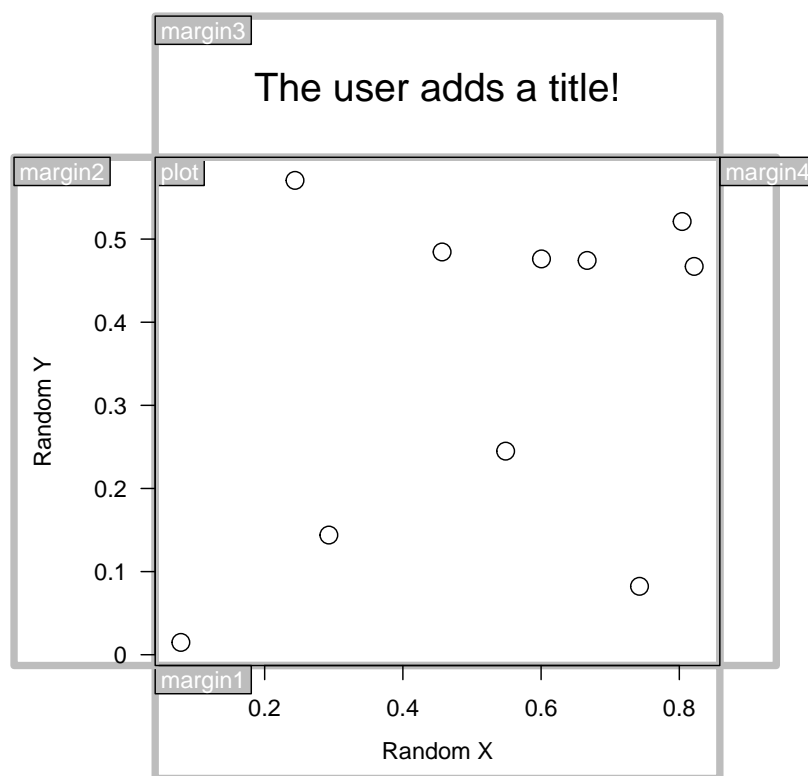 margin3
The user adds a title!
margin2
plot
margin4
0.5
0.4
0.3
0.2
0.1
0
Random Y
margin1
0.2 0.4 0.6 0.8
Random X